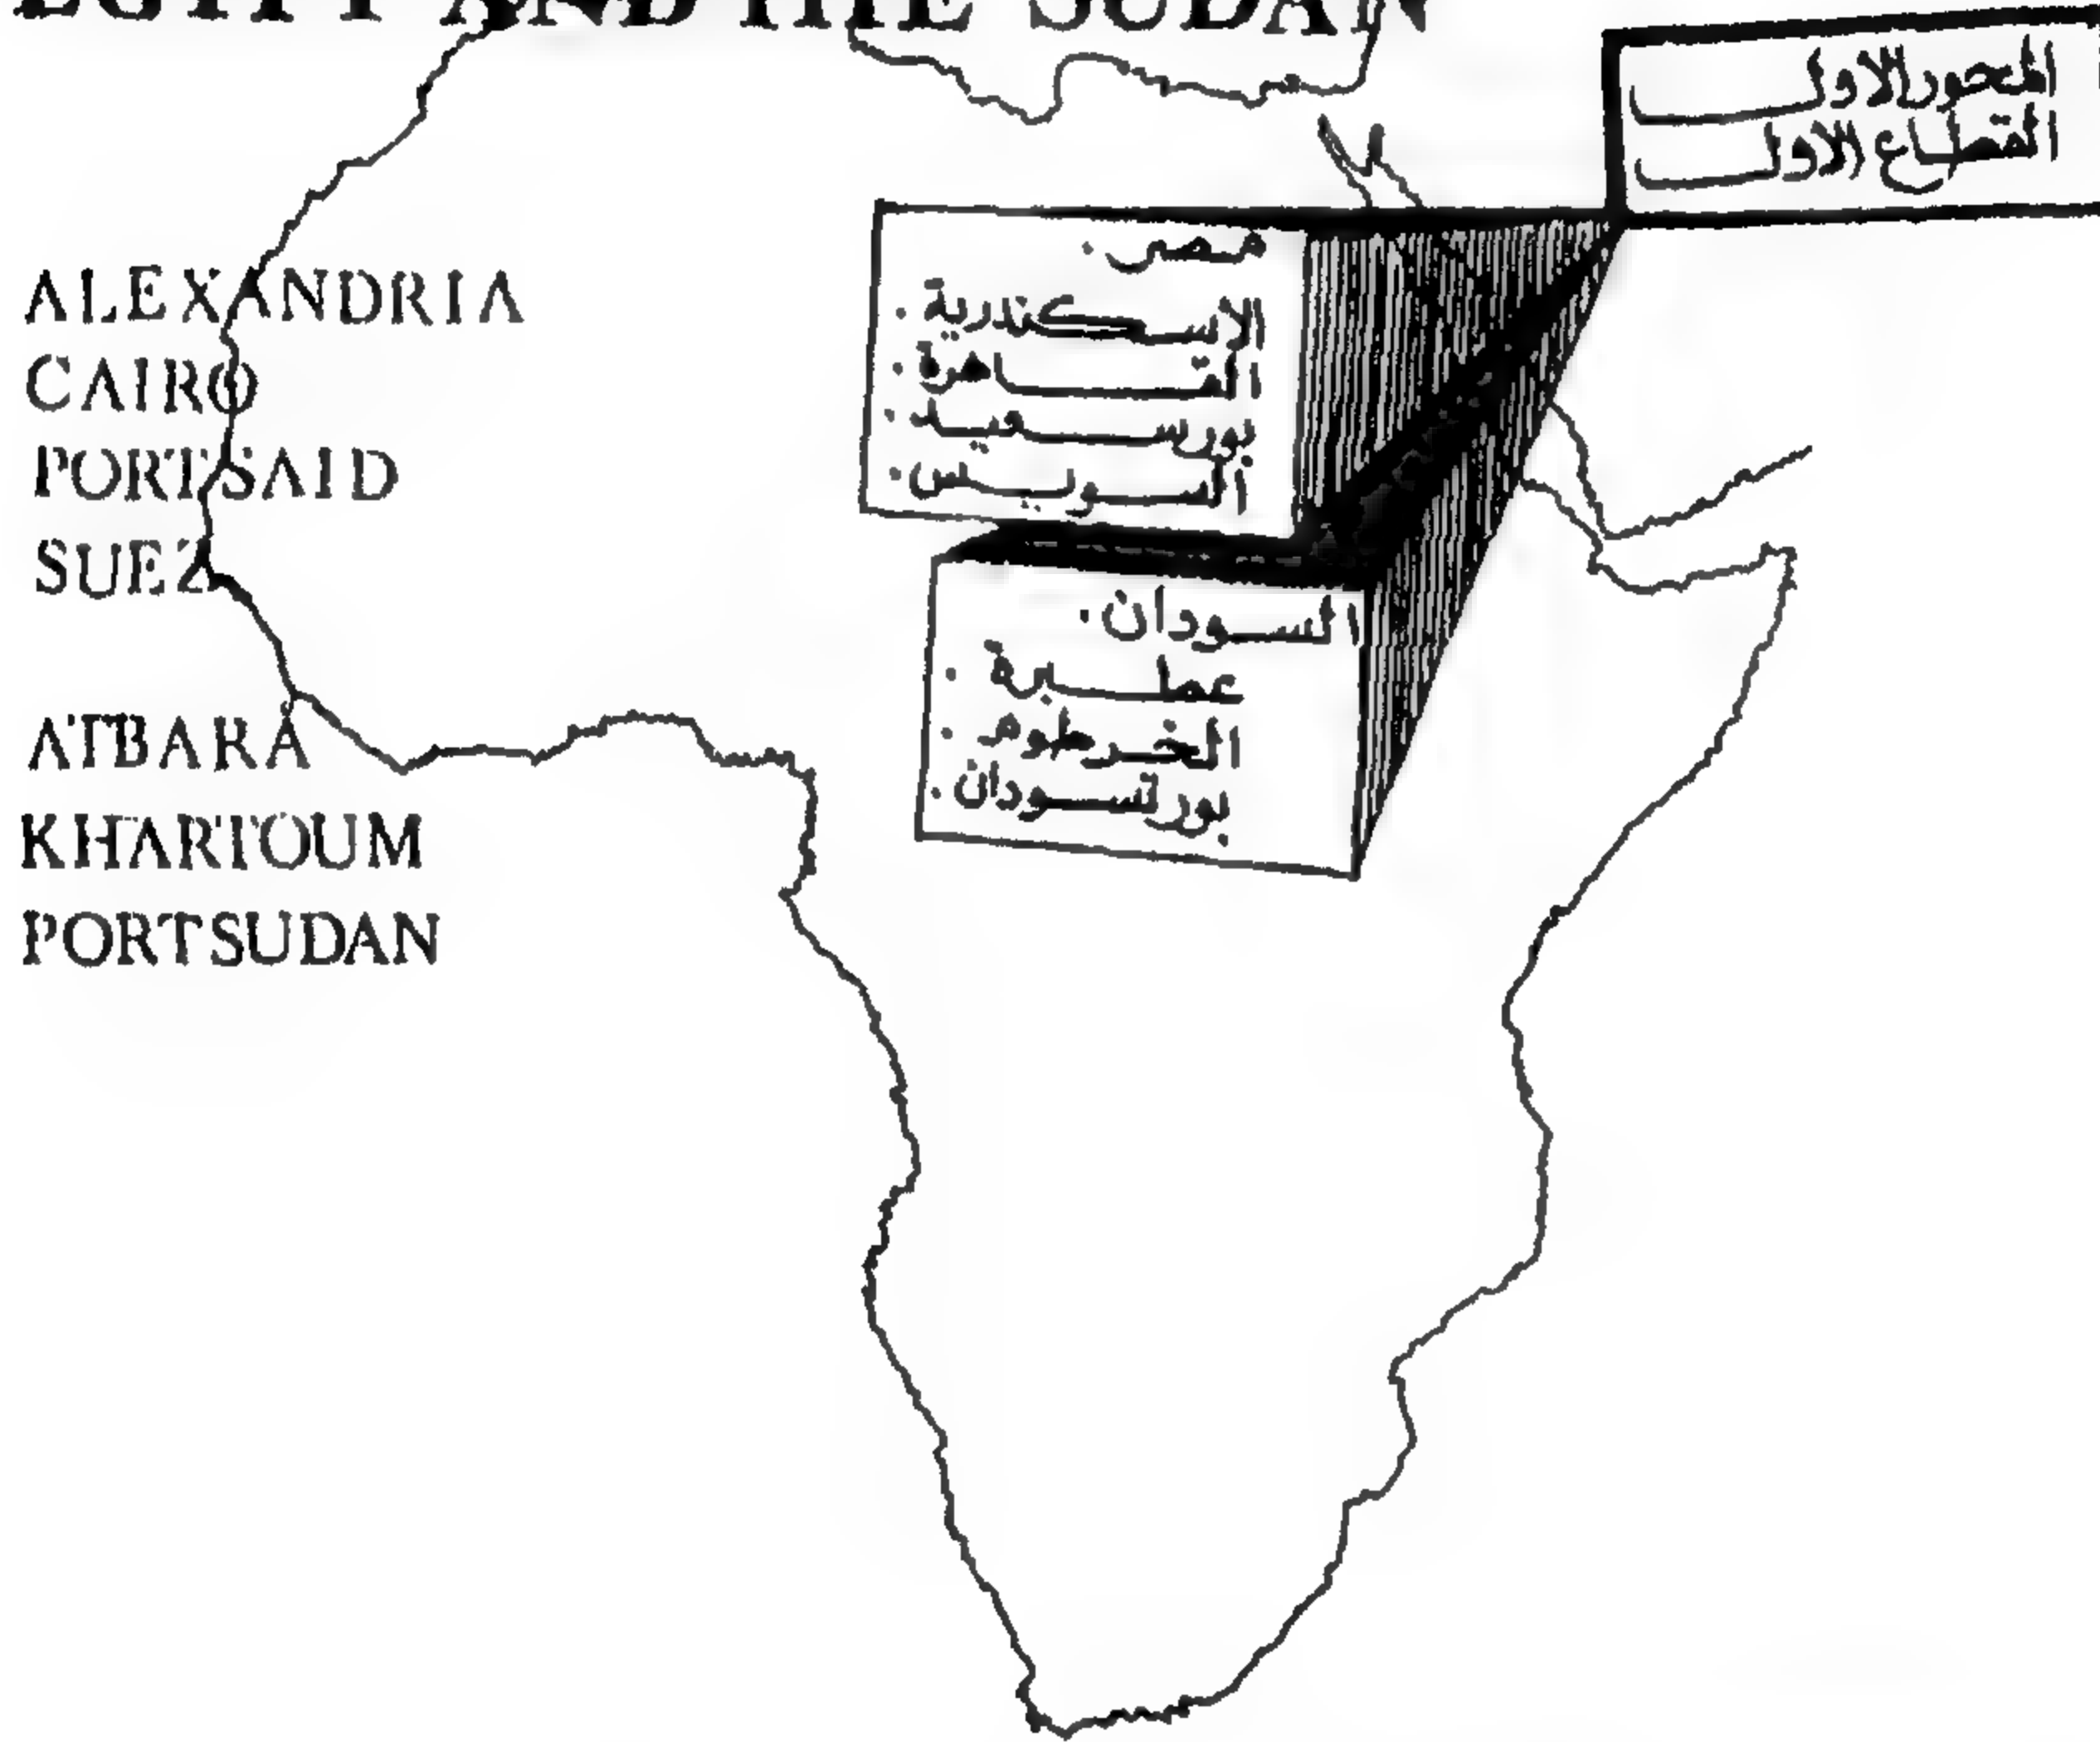 EGYPT AND THE SUDAN
المحور الاول
القطاع الاول
مصر .
الاسكندرية .
القاهرة .
بورسعيد .
السويس .
السودان .
عطبرة .
الخرطوم .
بورتسودان .
ALEXANDRIA
CAIRO
PORTSAID
SUEZ
ATBARA
KHARTOUM
PORTSUDAN